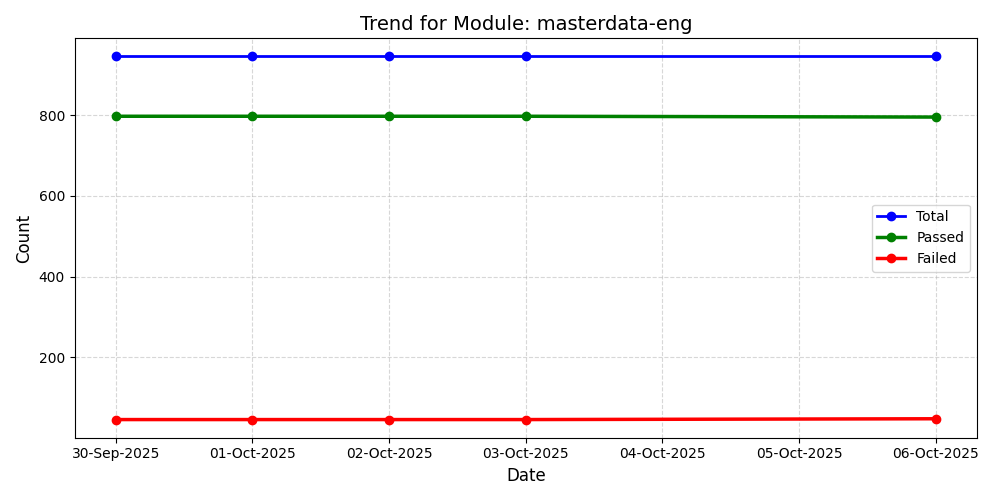 Trend for Module: masterdata-eng
Count
800
600
400
200
Total
Passed
Failed
30-Sep-2025
01-Oct-2025
02-Oct-2025
03-Oct-2025
04-Oct-2025
05-Oct-2025
06-Oct-2025
Date